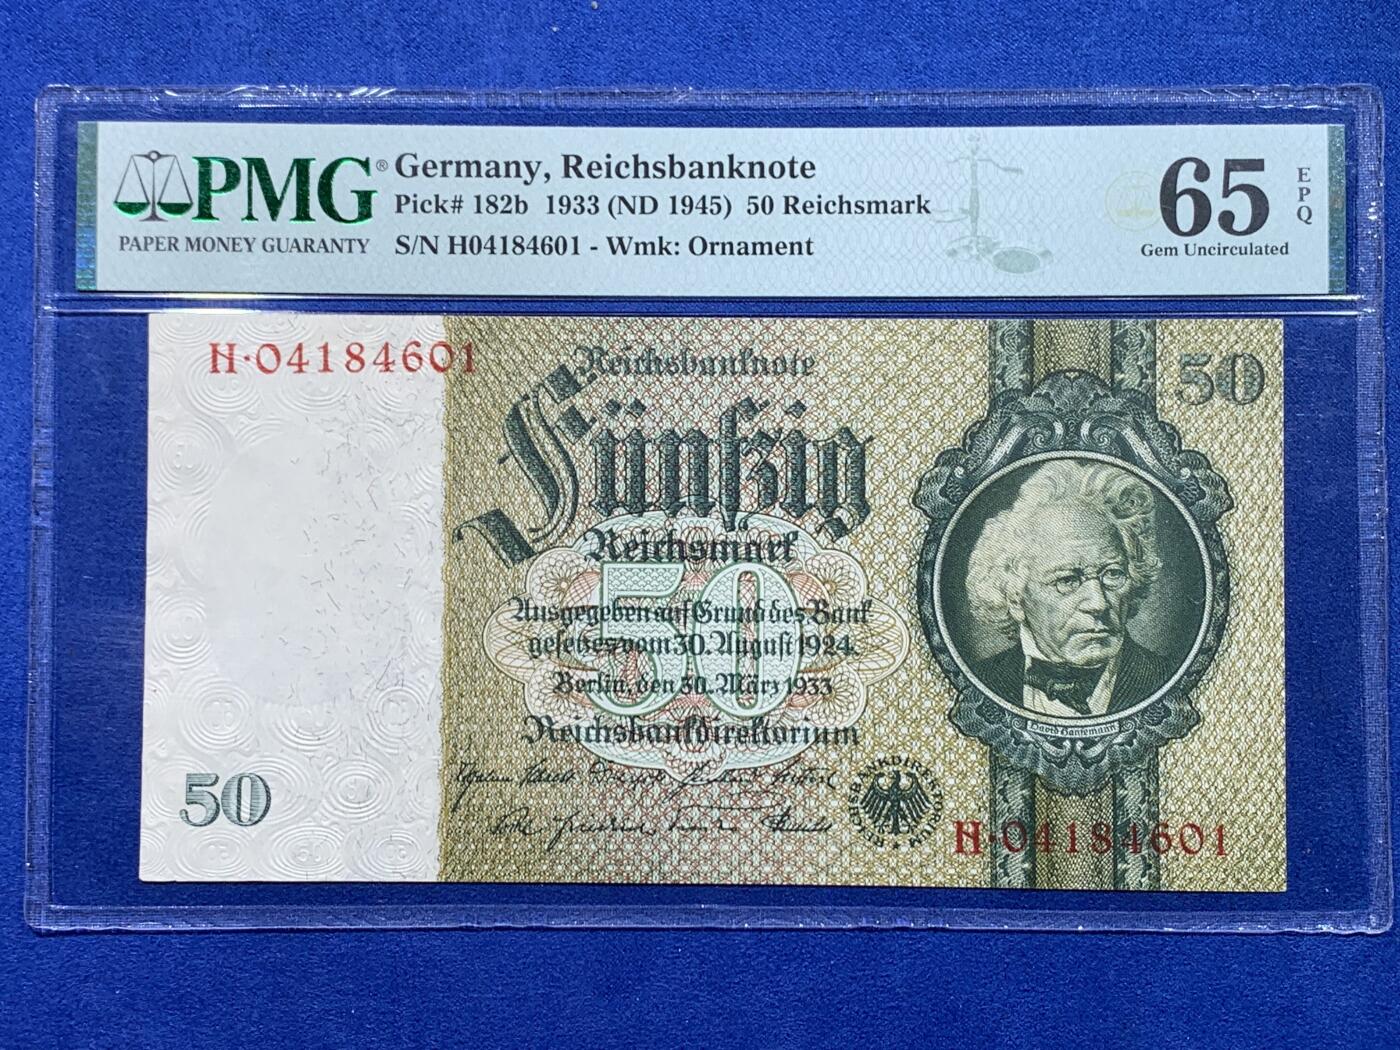 PMG®
PAPER MONEY GUARANTY
Germany, Reichsbanknote
Pick# 182b 1933 (ND 1945) 50 Reichsmark
S/N H04184601 - Wmk: Ornament
65
EPQ
Gem Uncirculated
H·04184601
Reichsbanknote
50
Fünfzig
Reichsmark
50
Ausgegeben auf Grund des Bank
gesetzes vom 30. August 1924.
Berlin, den 30. März 1933
Reichsbankdirektorium
David Hansemann
REICHSBANKDIREKTORIUM
50
H·04184601